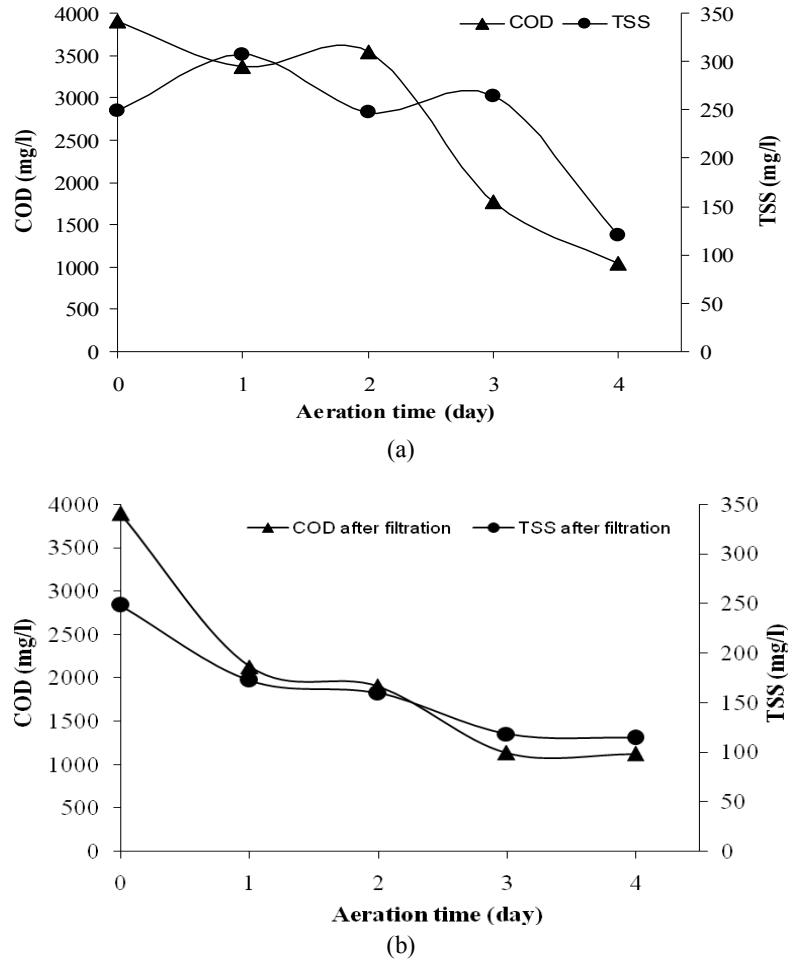 COD TSS
4000
3500
3000
2500
2000
1500
1000
500
0
COD (mg/l)
350
300
250
200
150
100
50
0
TSS (mg/l)
0 1 2 3 4
Aeration time (day)
(a)
COD after filtration TSS after filtration
4000
3500
3000
2500
2000
1500
1000
500
0
COD (mg/l)
350
300
250
200
150
100
50
0
TSS (mg/l)
0 1 2 3 4
Aeration time (day)
(b)